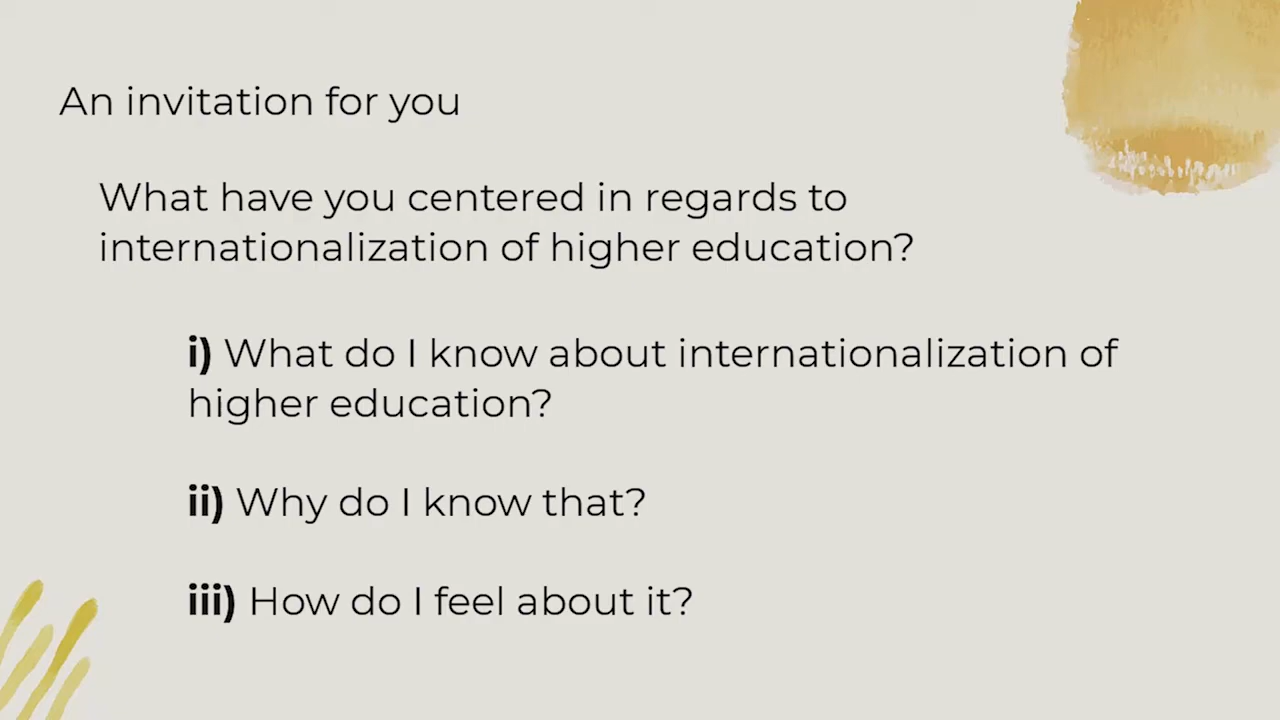 An invitation for you
What have you centered in regards to
internationalization of higher education?
i) What do I know about internationalization of
higher education?
ii) Why do I know that?
iii) How do I feel about it?